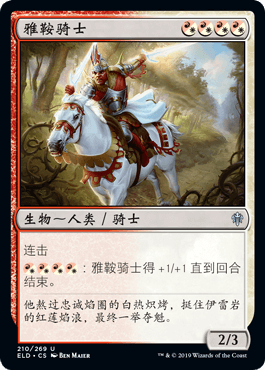 雅鞍骑士
生物～人类／骑士
连击
：雅鞍骑士得 +1/+1 直到回合
结束。
他熬过忠诚焰圈的白热炽烤，挺住伊雷岩
的红莲焰浪，最终一举夺魁。
2/3
210/269 U
ELD • CS BEN MAIER
™ & © 2019 Wizards of the Coast